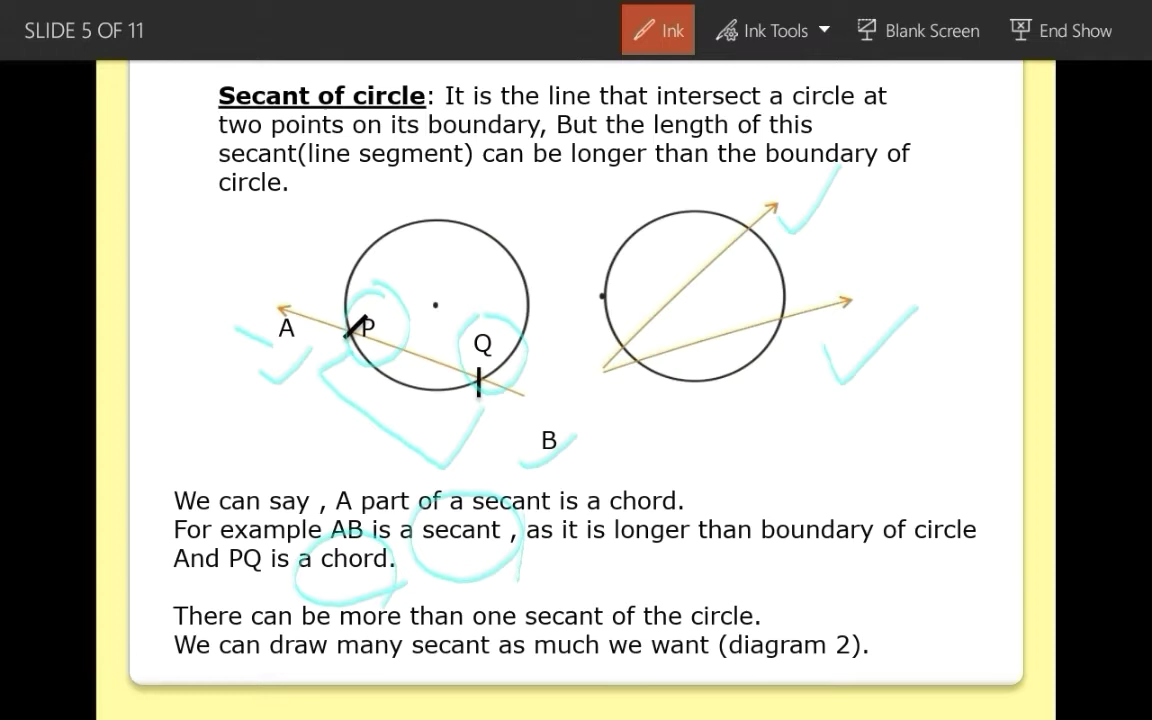 SLIDE 5 OF 11
Ink
Ink Tools
Blank Screen
End Show
Secant of circle: It is the line that intersect a circle at
two points on its boundary, But the length of this
secant(line segment) can be longer than the boundary of
circle.
A
P
Q
B
We can say , A part of a secant is a chord.
For example AB is a secant , as it is longer than boundary of circle
And PQ is a chord.
There can be more than one secant of the circle.
We can draw many secant as much we want (diagram 2).